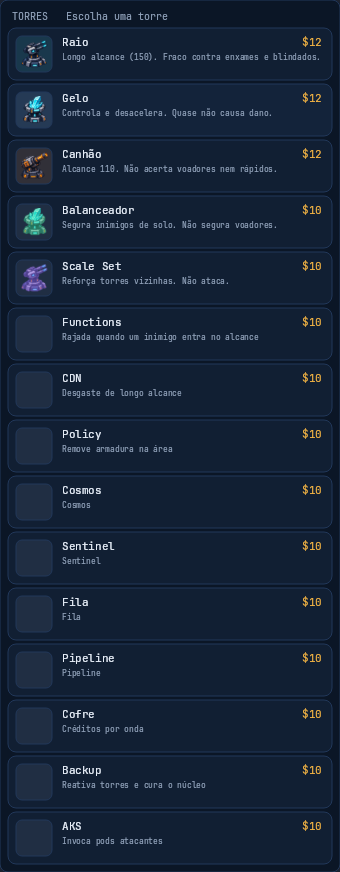 TORRES Escolha uma torre
Raio $12
Longo alcance (150). Fraco contra enxames e blindados.
Gelo $12
Controla e desacelera. Quase não causa dano.
Canhão $12
Alcance 110. Não acerta voadores nem rápidos.
Balanceador $10
Segura inimigos de solo. Não segura voadores.
Scale Set $10
Reforça torres vizinhas. Não ataca.
Functions $10
Rajada quando um inimigo entra no alcance
CDN $10
Desgaste de longo alcance
Policy $10
Remove armadura na área
Cosmos $10
Cosmos
Sentinel $10
Sentinel
Fila $10
Fila
Pipeline $10
Pipeline
Cofre $10
Créditos por onda
Backup $10
Reativa torres e cura o núcleo
AKS $10
Invoca pods atacantes